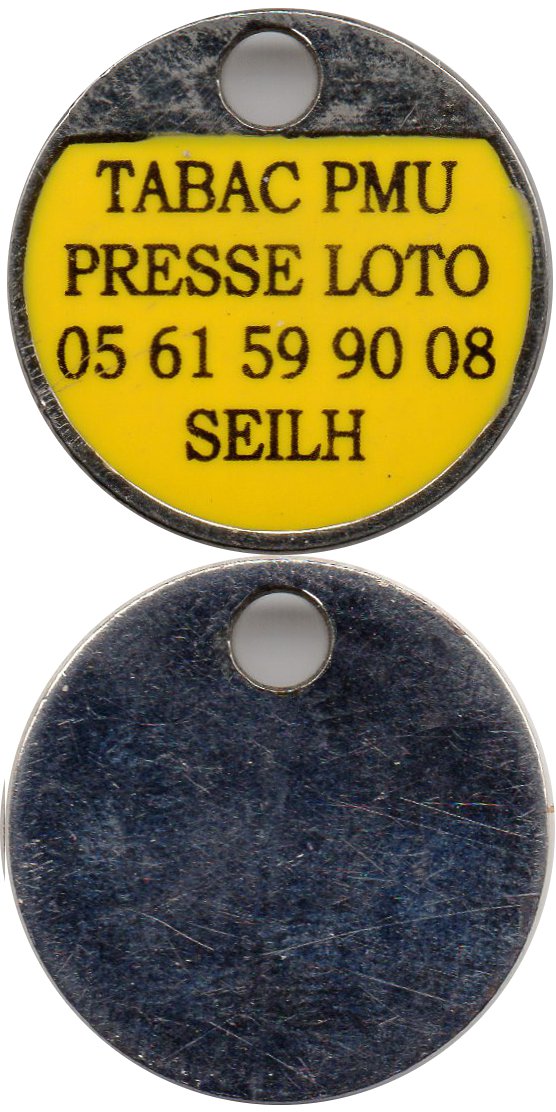 TABAC PMU
PRESSE LOTO
05 61 59 90 08
SEILH